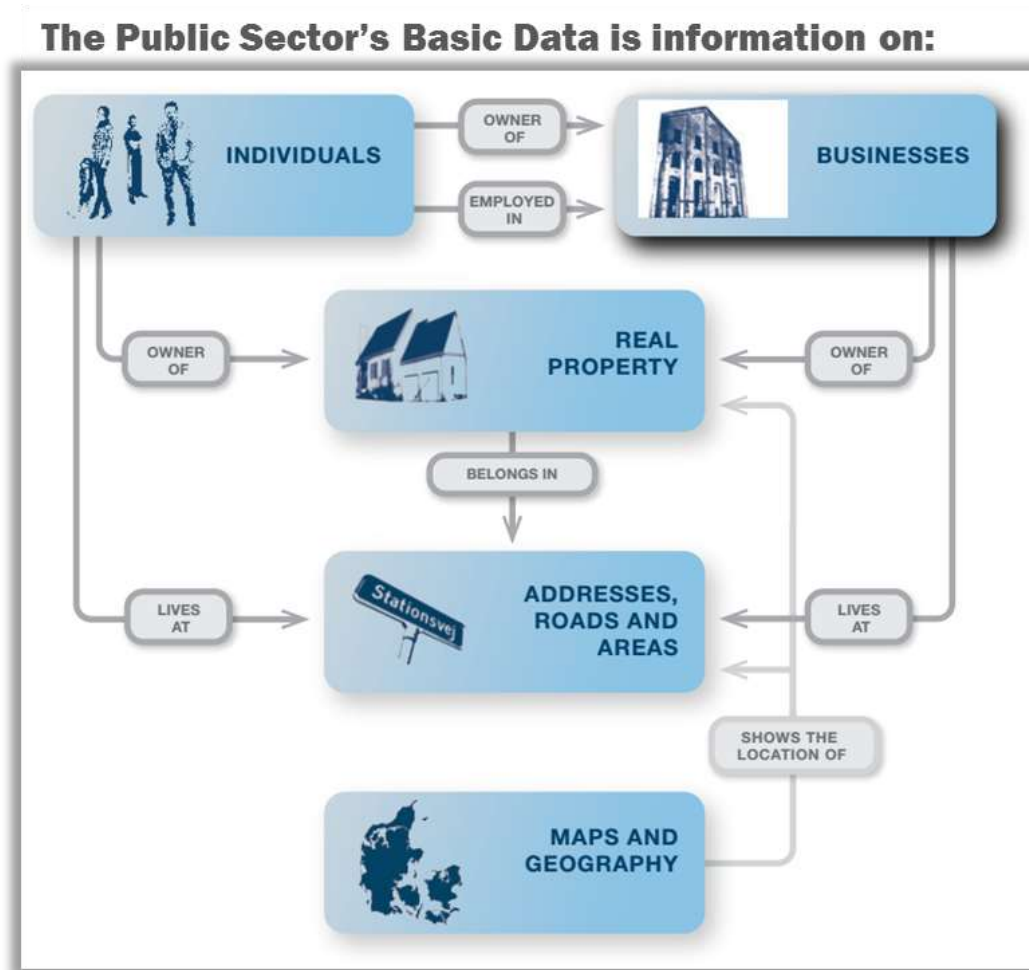 The Public Sector's Basic Data is information on:
INDIVIDUALS
OWNER
OF
EMPLOYED
IN
BUSINESSES
OWNER
OF
REAL
PROPERTY
OWNER
OF
BELONGS IN
LIVES
AT
Stationsvej
ADDRESSES,
ROADS AND
AREAS
LIVES
AT
SHOWS THE
LOCATION OF
MAPS AND
GEOGRAPHY